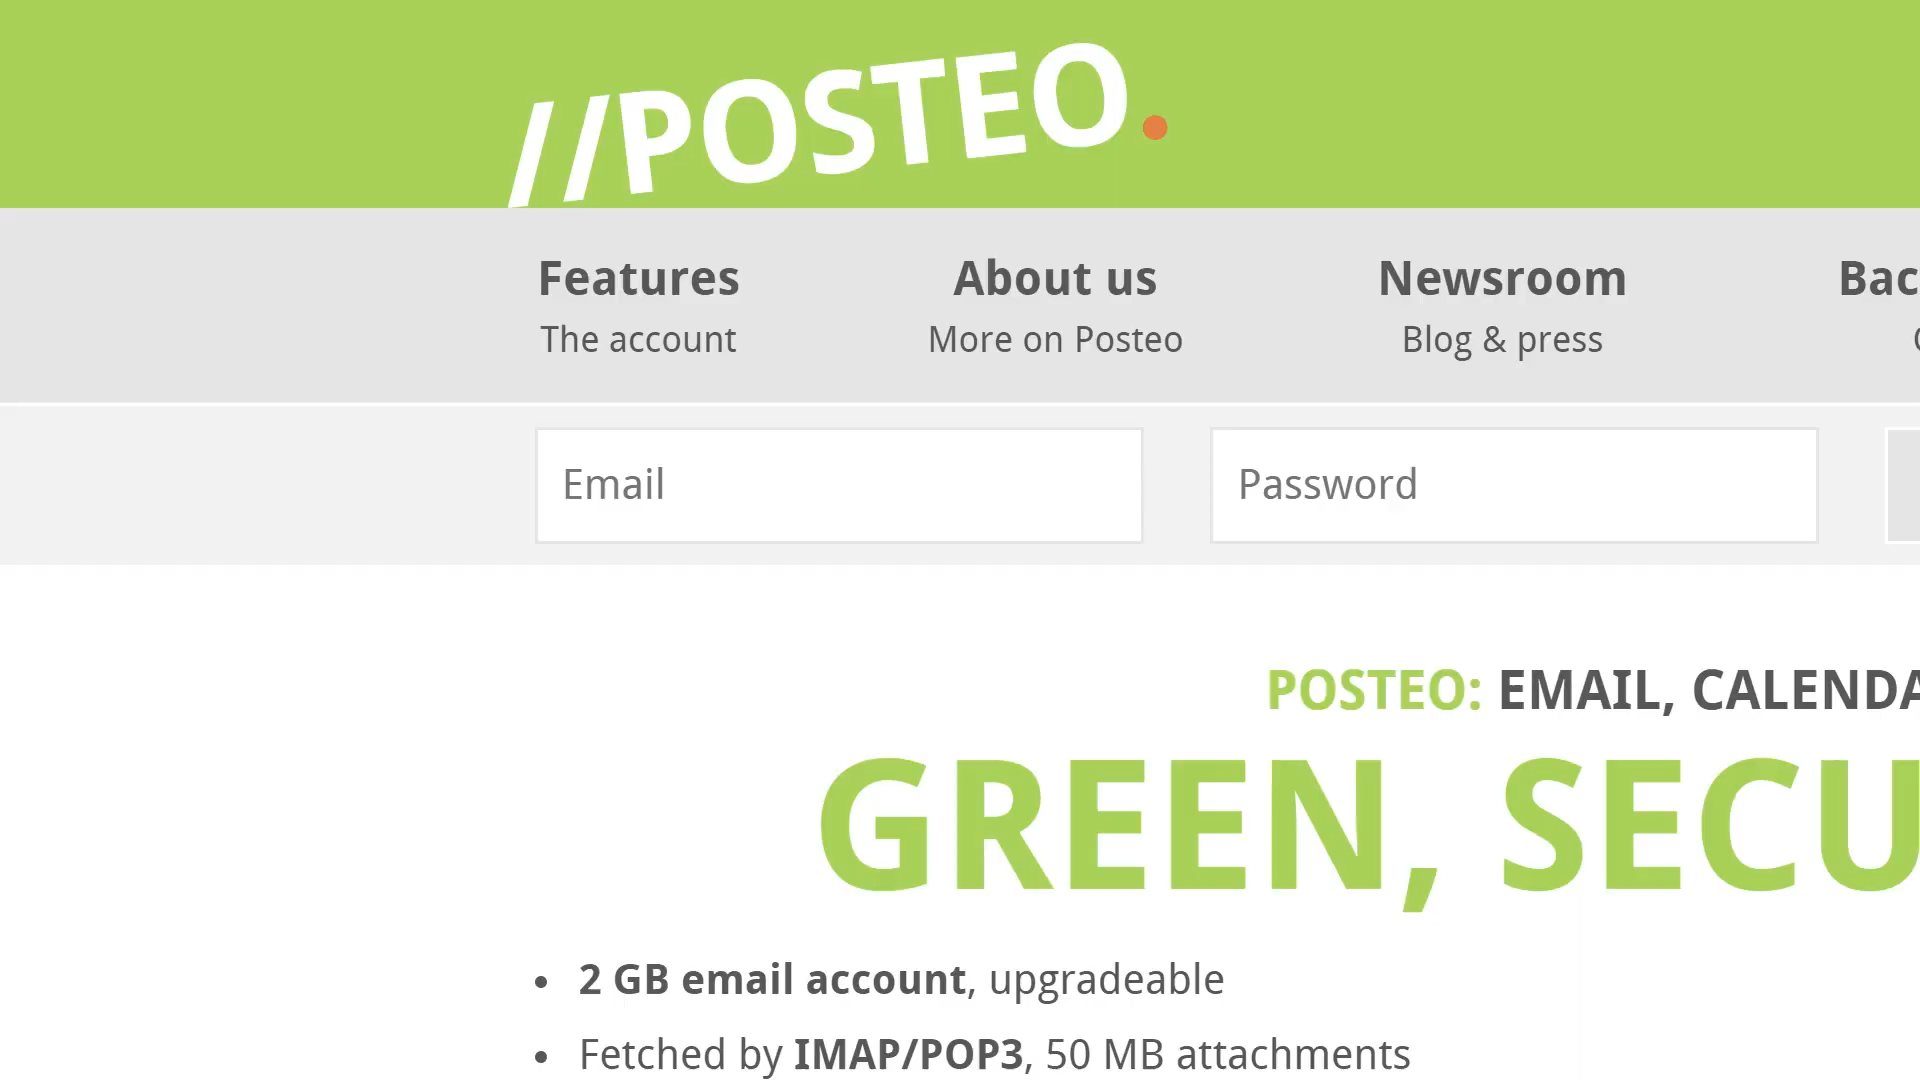 //POSTEO.
Features
The account
About us
More on Posteo
Newsroom
Blog & press
Bac
Email
Password
POSTEO: EMAIL, CALENDA
GREEN, SECU
• 2 GB email account, upgradeable
• Fetched by IMAP/POP3, 50 MB attachments